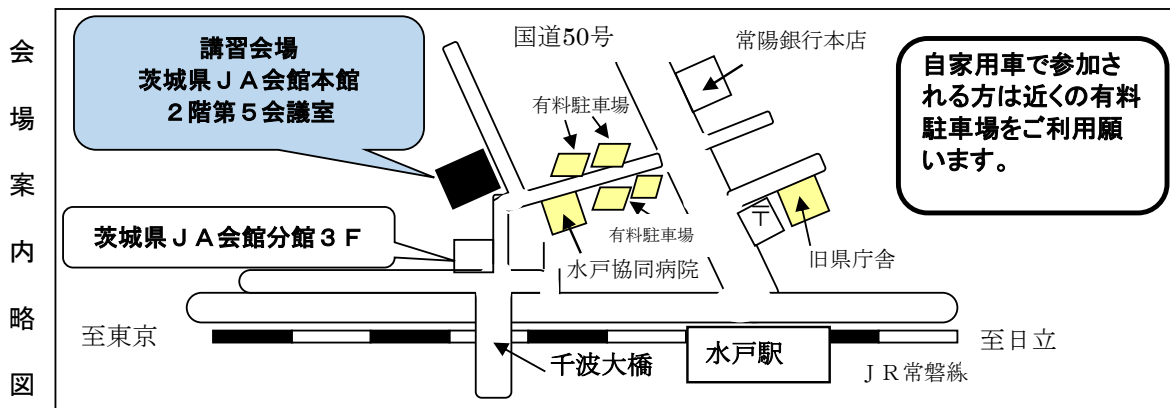 会場案内略図
講習会場
茨城県ＪＡ会館本館
２階第５会議室
国道50号
常陽銀行本店
自家用車で参加さ
れる方は近くの有料
駐車場をご利用願
います。
有料駐車場
茨城県ＪＡ会館分館３Ｆ
〒
有料駐車場
水戸協同病院
旧県庁舎
至東京
千波大橋
水戸駅
至日立
ＪＲ常磐線